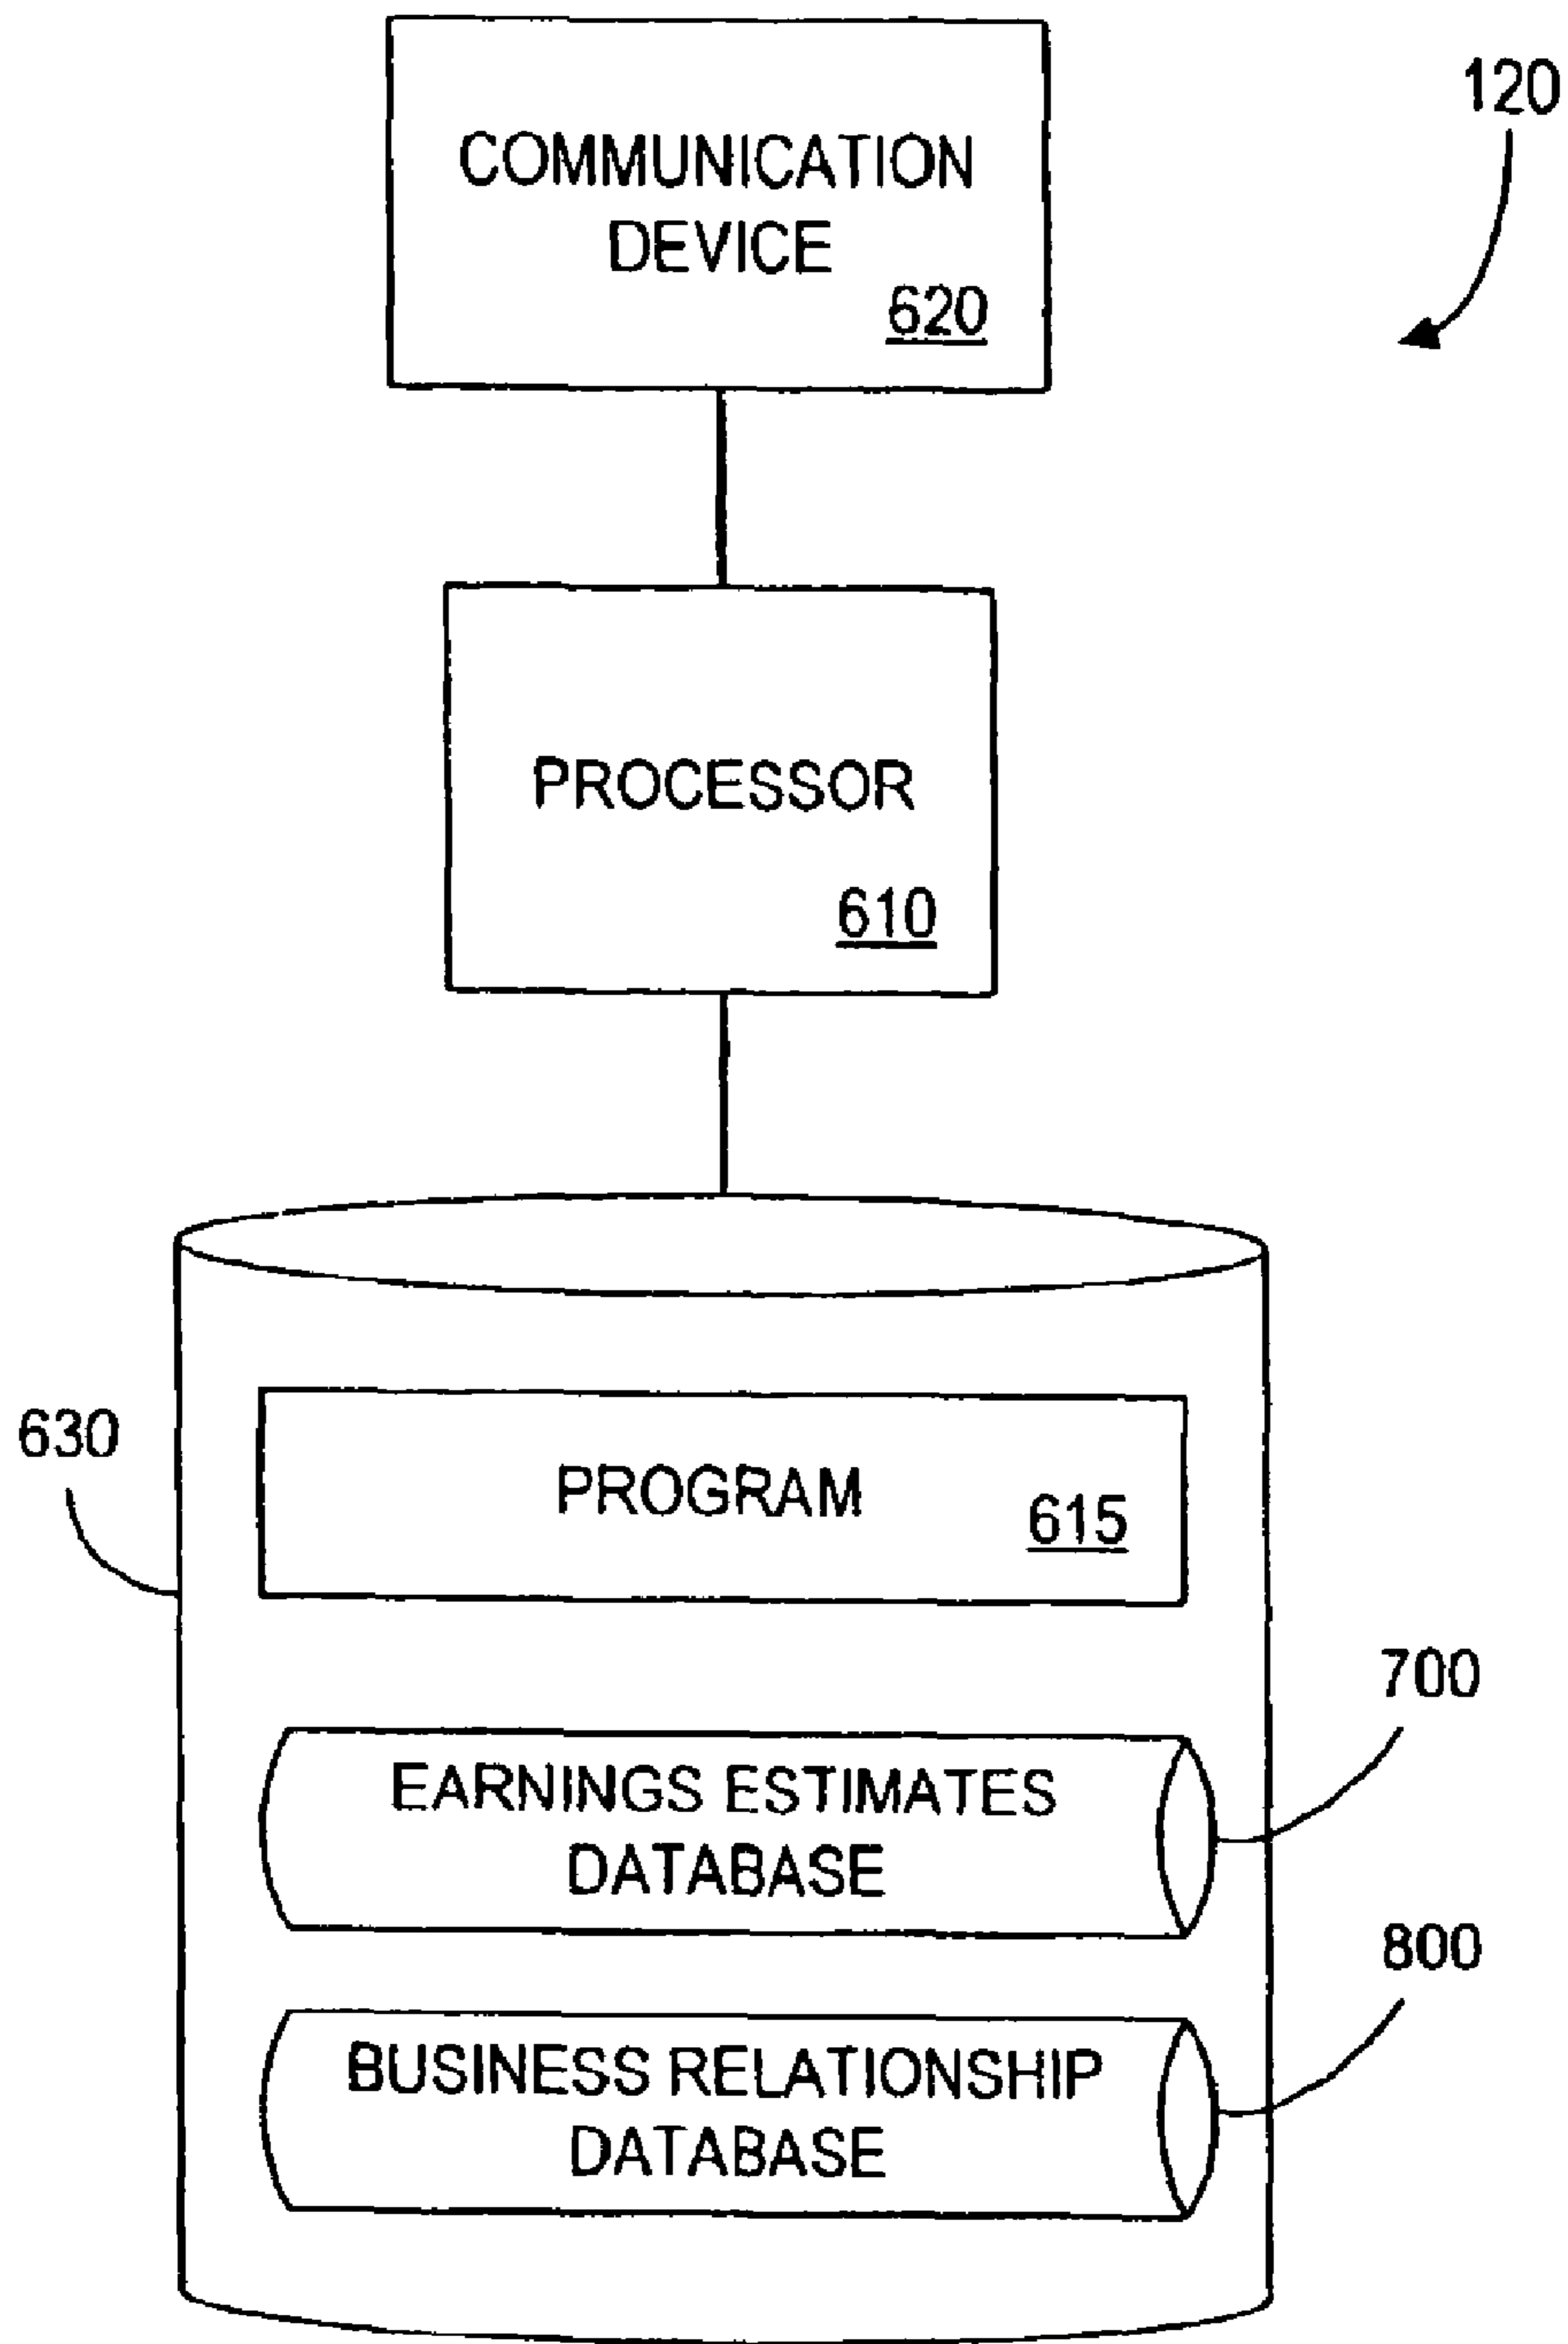 120
COMMUNICATION
DEVICE
620
PROCESSOR
610
630
PROGRAM
615
700
EARNINGS ESTIMATES
DATABASE
800
BUSINESS RELATIONSHIP
DATABASE